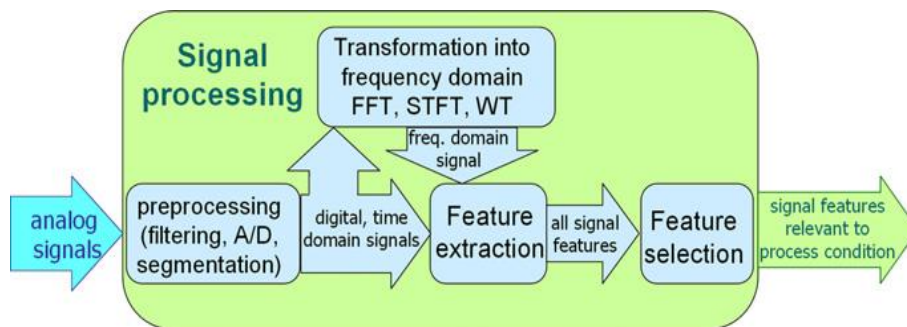 Signal
processing
Transformation into
frequency domain
FFT, STFT, WT
freq. domain
signal
analog
signals
preprocessing
(filtering, A/D,
segmentation)
digital, time
domain signals
Feature
extraction
all signal
features
Feature
selection
signal features
relevant to
process condition